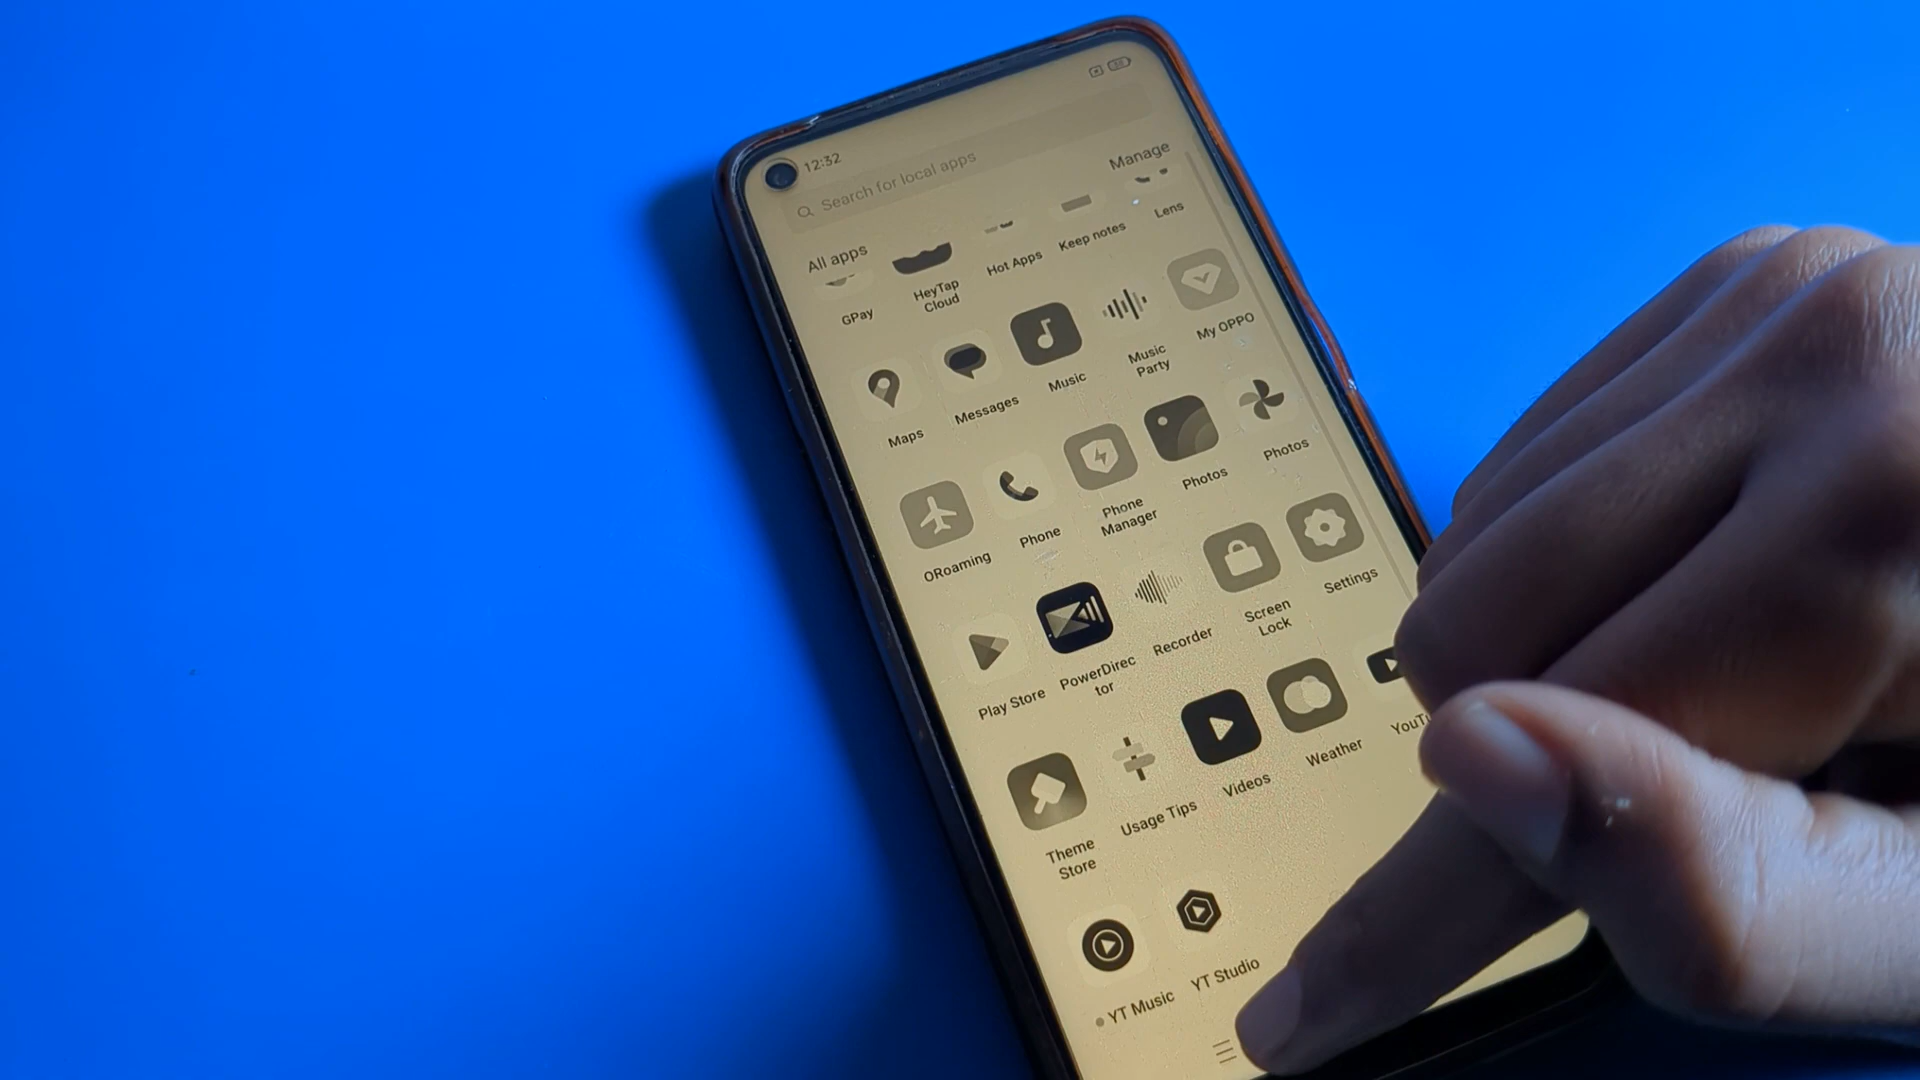 12:32
Search for local apps
All apps
Manage
GPay
HeyTap
Cloud
Hot Apps
Keep notes
Lens
Maps
Messages
Music
Music
Party
My OPPO
ORoaming
Phone
Phone
Manager
Photos
Photos
Play Store
PowerDirec
tor
Recorder
Screen
Lock
Settings
Theme
Store
Usage Tips
Videos
Weather
YouTu
YT Music
YT Studio